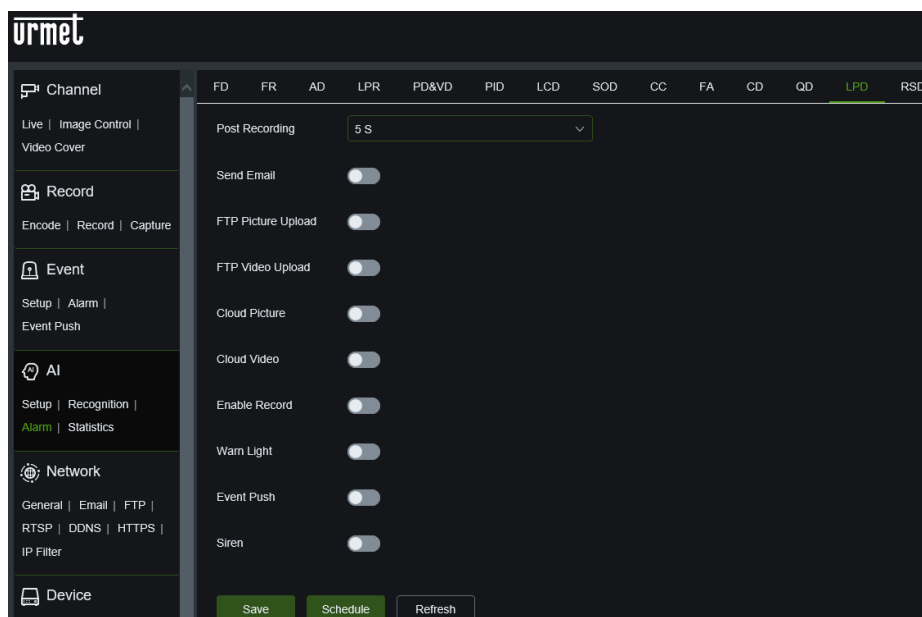 urmet
Channel
Live | Image Control |
Video Cover
Record
Encode | Record | Capture
Event
Setup | Alarm |
Event Push
AI
Setup | Recognition |
Alarm | Statistics
Network
General | Email | FTP |
RTSP | DDNS | HTTPS |
IP Filter
Device
FD FR AD LPR PD&VD PID LCD SOD CC FA CD QD LPD RSD
Post Recording 5 S
Send Email
FTP Picture Upload
FTP Video Upload
Cloud Picture
Cloud Video
Enable Record
Warn Light
Event Push
Siren
Save Schedule Refresh